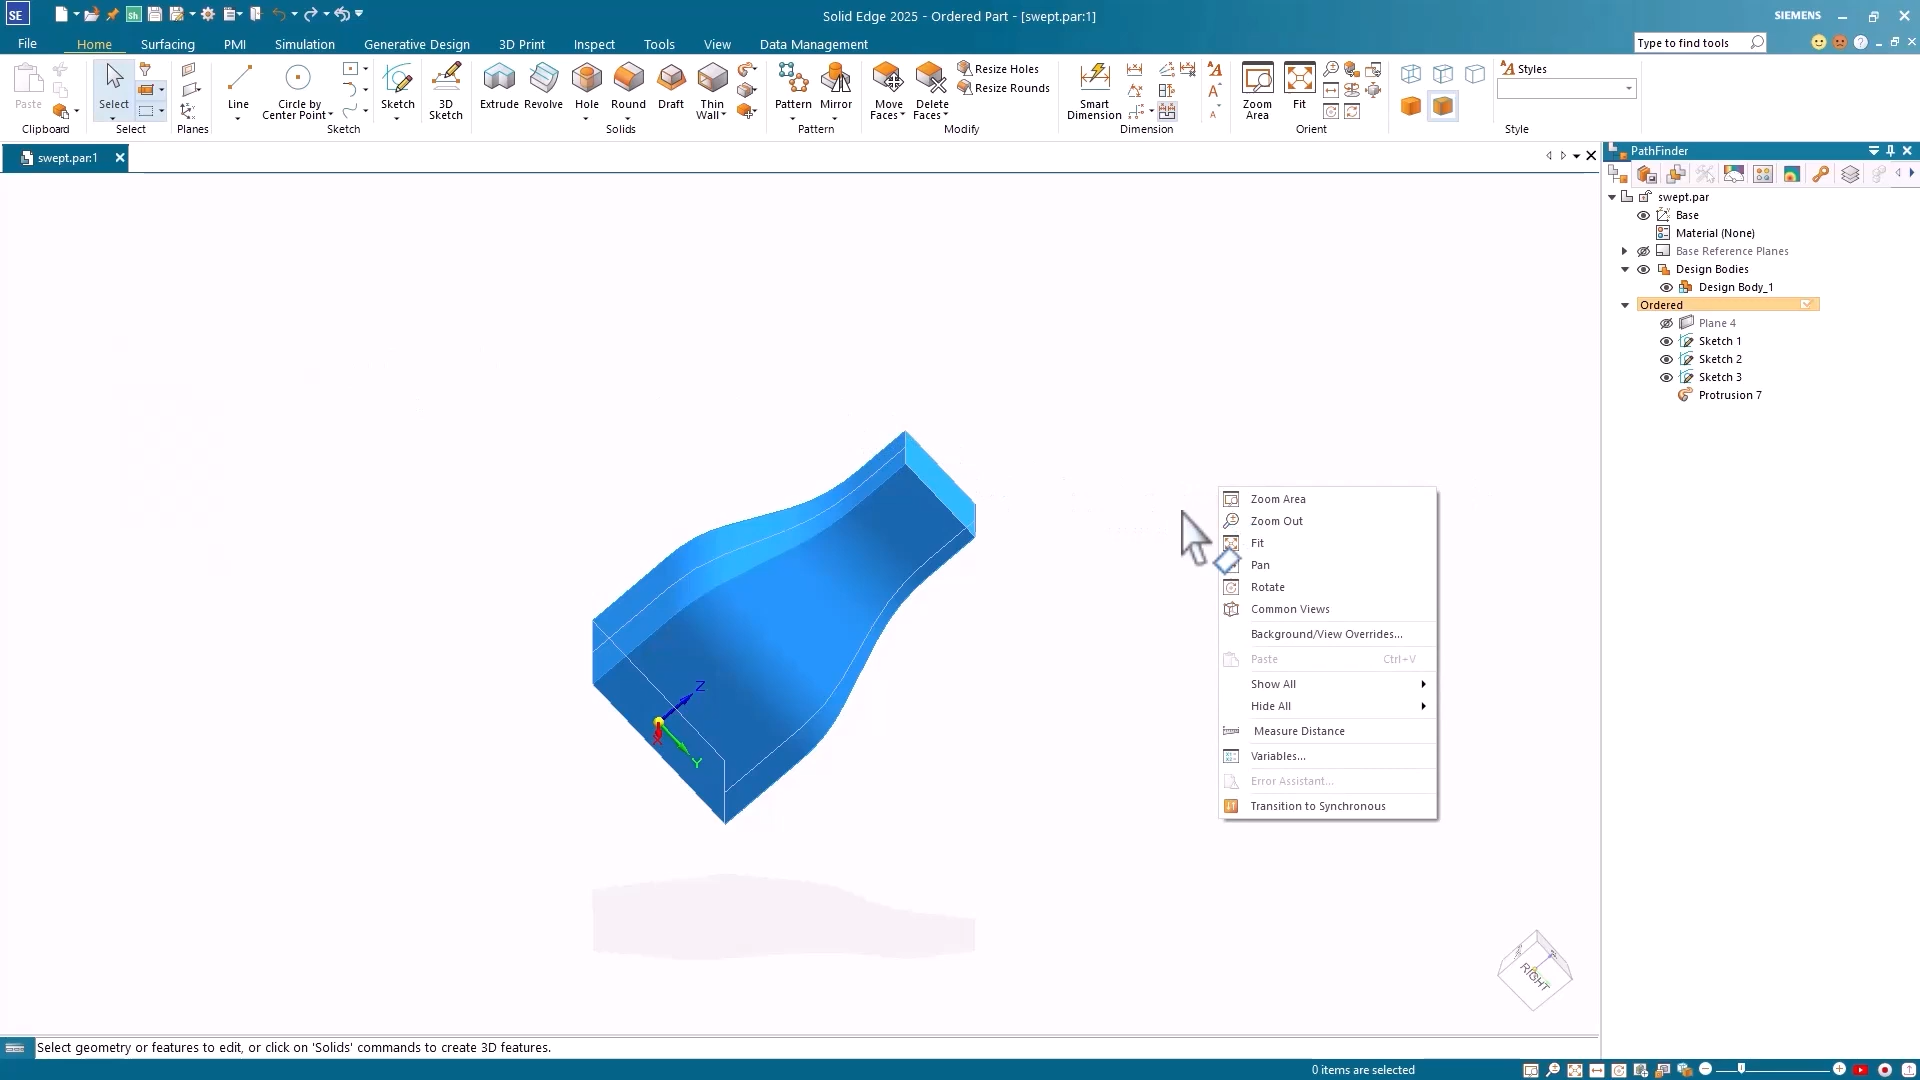 SE
Sh
Solid Edge 2025 - Ordered Part - [swept.par:1]
SIEMENS
File
Home
Surfacing
PMI
Simulation
Generative Design
3D Print
Inspect
Tools
View
Data Management
Type to find tools
Paste
Clipboard
Select
Select
Planes
Line
Circle by
Center Point
Sketch
Sketch
3D
Sketch
Extrude
Revolve
Hole
Round
Draft
Thin
Wall
Solids
Pattern
Mirror
Pattern
Move
Faces
Delete
Faces
Resize Holes
Resize Rounds
Modify
Smart
Dimension
Dimension
Zoom
Area
Fit
Orient
Styles
Style
swept.par:1
PathFinder
swept.par
Base
Material (None)
Base Reference Planes
Design Bodies
Design Body_1
Ordered
Plane 4
Sketch 1
Sketch 2
Sketch 3
Protrusion 7
Zoom Area
Zoom Out
Fit
Pan
Rotate
Common Views
Background/View Overrides...
Paste Ctrl+V
Show All
Hide All
Measure Distance
Variables...
Error Assistant...
Transition to Synchronous
Z
X
Y
RIGHT
Select geometry or features to edit, or click on 'Solids' commands to create 3D features.
0 items are selected